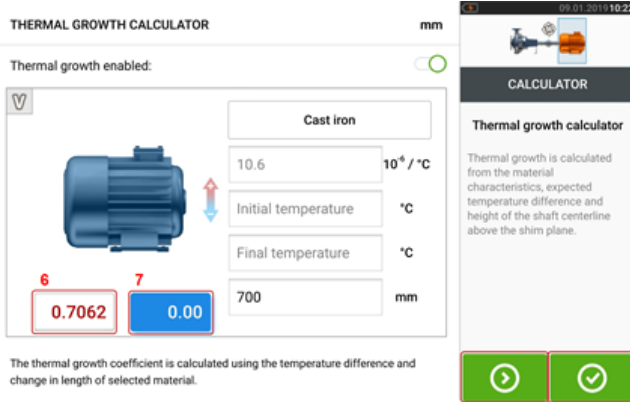 09.01.2019 10:22
THERMAL GROWTH CALCULATOR
mm
Thermal growth enabled:
V
Cast iron
10.6
10⁻⁶ / °C
Initial temperature
°C
Final temperature
°C
6
7
0.7062
0.00
700
mm
The thermal growth coefficient is calculated using the temperature difference and
change in length of selected material.
CALCULATOR
Thermal growth calculator
Thermal growth is calculated
from the material
characteristics, expected
temperature difference and
height of the shaft centerline
above the shim plane.